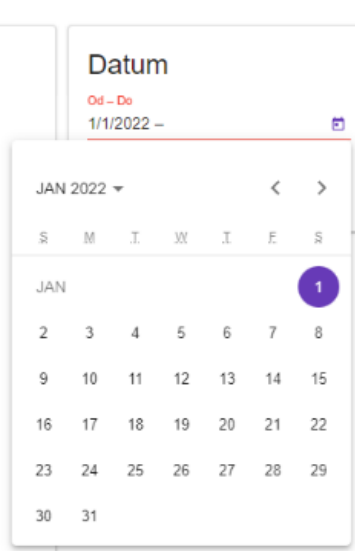 Datum
Od – Do
1/1/2022 –
JAN 2022
S M T W T F S
JAN 1
2 3 4 5 6 7 8
9 10 11 12 13 14 15
16 17 18 19 20 21 22
23 24 25 26 27 28 29
30 31